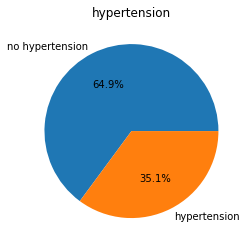 hypertension
no hypertension
64.9%
35.1%
hypertension